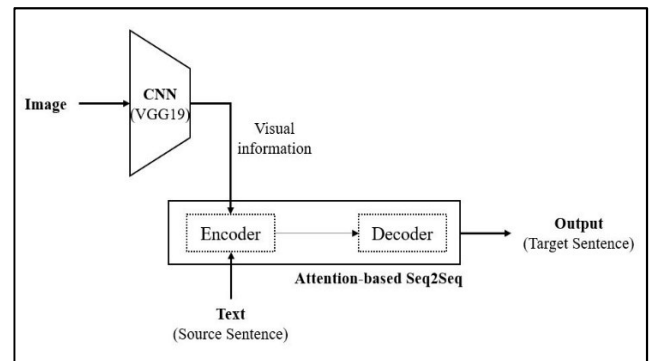 CNN
(VGG19)
Image
Visual
information
Encoder
Decoder
Output
(Target Sentence)
Attention-based Seq2Seq
Text
(Source Sentence)